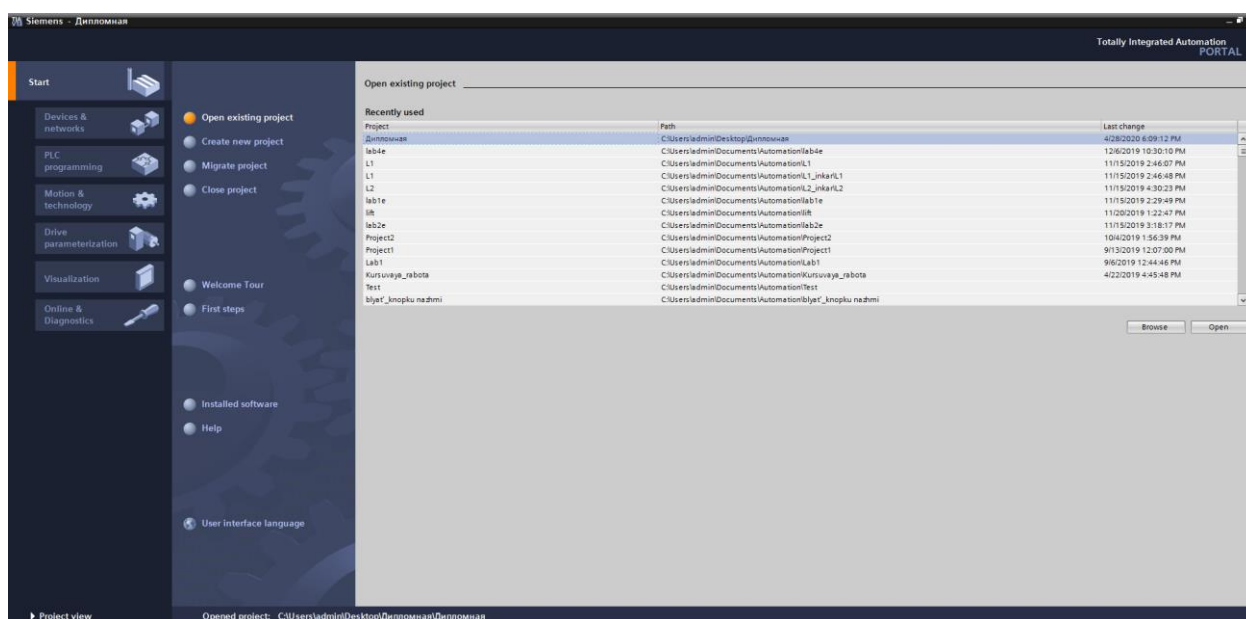 Siemens - Дипломная
Totally Integrated Automation
PORTAL
Start
Devices &
networks
PLC
programming
Motion &
technology
Drive
parameterization
Visualization
Online &
Diagnostics
Open existing project
Create new project
Migrate project
Close project
Welcome Tour
First steps
Installed software
Help
User interface language
Open existing project
Recently used
Project Path Last change
Дипломная C:\Users\admin\Desktop\Дипломная 4/28/2020 6:09:12 PM
lab4e C:\Users\admin\Documents\Automation\lab4e 12/6/2019 10:30:10 PM
L1 C:\Users\admin\Documents\Automation\L1 11/15/2019 2:46:07 PM
L1 C:\Users\admin\Documents\Automation\L1_inkar\L1 11/15/2019 2:46:48 PM
L2 C:\Users\admin\Documents\Automation\L2_inkar\L2 11/15/2019 4:30:23 PM
lab1e C:\Users\admin\Documents\Automation\lab1e 11/15/2019 2:29:49 PM
lift C:\Users\admin\Documents\Automation\lift 11/20/2019 1:22:47 PM
lab2e C:\Users\admin\Documents\Automation\lab2e 11/15/2019 3:18:17 PM
Project2 C:\Users\admin\Documents\Automation\Project2 10/4/2019 1:56:39 PM
Project1 C:\Users\admin\Documents\Automation\Project1 9/13/2019 12:07:00 PM
Lab1 C:\Users\admin\Documents\Automation\Lab1 9/6/2019 12:44:46 PM
Kursuvaya_rabota C:\Users\admin\Documents\Automation\Kursuvaya_rabota 4/22/2019 4:45:48 PM
Test C:\Users\admin\Documents\Automation\Test
blyat'_knopku nazhmi C:\Users\admin\Documents\Automation\blyat'_knopku nazhmi
Browse Open
Project view
Opened project: C:\Users\admin\Desktop\Дипломная\Дипломная